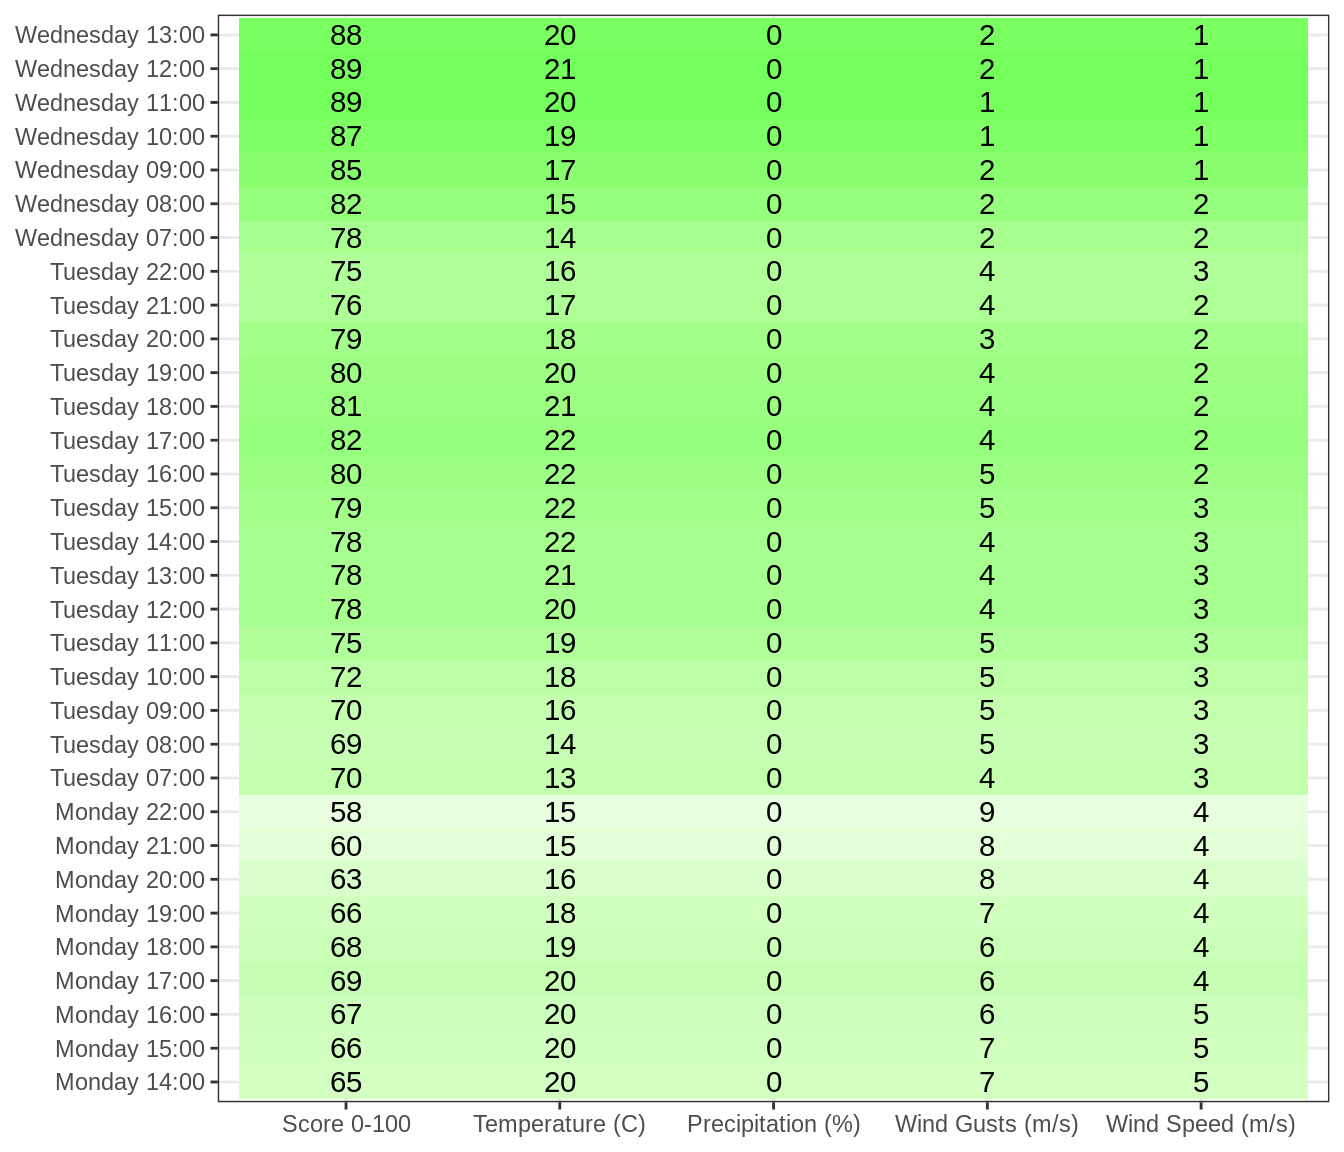 Wednesday 13:00 88 20 0 2 1
Wednesday 12:00 89 21 0 2 1
Wednesday 11:00 89 20 0 1 1
Wednesday 10:00 87 19 0 1 1
Wednesday 09:00 85 17 0 2 1
Wednesday 08:00 82 15 0 2 2
Wednesday 07:00 78 14 0 2 2
Tuesday 22:00 75 16 0 4 3
Tuesday 21:00 76 17 0 4 2
Tuesday 20:00 79 18 0 3 2
Tuesday 19:00 80 20 0 4 2
Tuesday 18:00 81 21 0 4 2
Tuesday 17:00 82 22 0 4 2
Tuesday 16:00 80 22 0 5 2
Tuesday 15:00 79 22 0 5 3
Tuesday 14:00 78 22 0 4 3
Tuesday 13:00 78 21 0 4 3
Tuesday 12:00 78 20 0 4 3
Tuesday 11:00 75 19 0 5 3
Tuesday 10:00 72 18 0 5 3
Tuesday 09:00 70 16 0 5 3
Tuesday 08:00 69 14 0 5 3
Tuesday 07:00 70 13 0 4 3
Monday 22:00 58 15 0 9 4
Monday 21:00 60 15 0 8 4
Monday 20:00 63 16 0 8 4
Monday 19:00 66 18 0 7 4
Monday 18:00 68 19 0 6 4
Monday 17:00 69 20 0 6 4
Monday 16:00 67 20 0 6 5
Monday 15:00 66 20 0 7 5
Monday 14:00 65 20 0 7 5
Score 0-100 Temperature (C) Precipitation (%) Wind Gusts (m/s) Wind Speed (m/s)